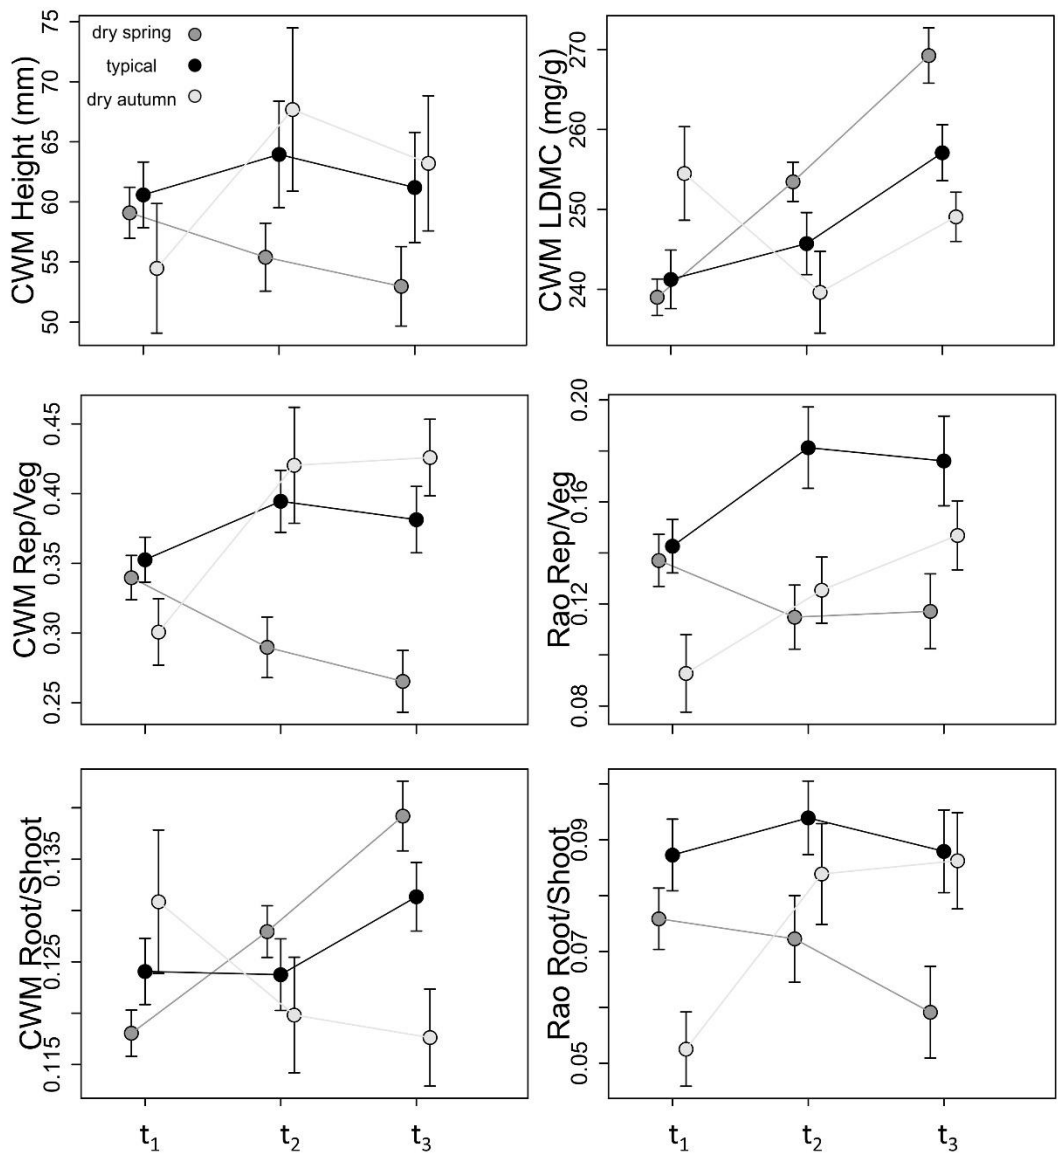 CWM Height (mm)
75
70
65
60
55
50
dry spring
typical
dry autumn
CWM LDMC (mg/g)
270
260
250
240
CWM Rep/Veg
0.45
0.40
0.35
0.30
0.25
Rao Rep/Veg
0.20
0.16
0.12
0.08
CWM Root/Shoot
0.135
0.125
0.115
Rao Root/Shoot
0.09
0.07
0.05
t₁ t₂ t₃
t₁ t₂ t₃